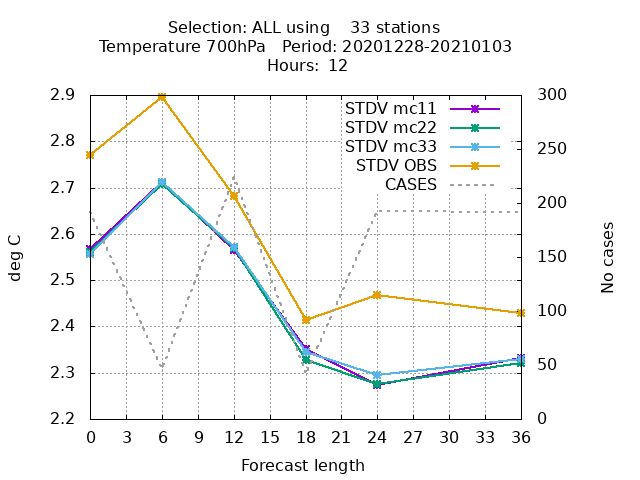 Selection: ALL using    33 stations
Temperature 700hPa   Period: 20201228-20210103
Hours:  12
2.9
2.8
2.7
2.6
2.5
2.4
2.3
2.2
deg C
STDV mc11
STDV mc22
STDV mc33
STDV OBS
CASES
300
250
200
150
100
50
0
No cases
0 3 6 9 12 15 18 21 24 27 30 33 36
Forecast length